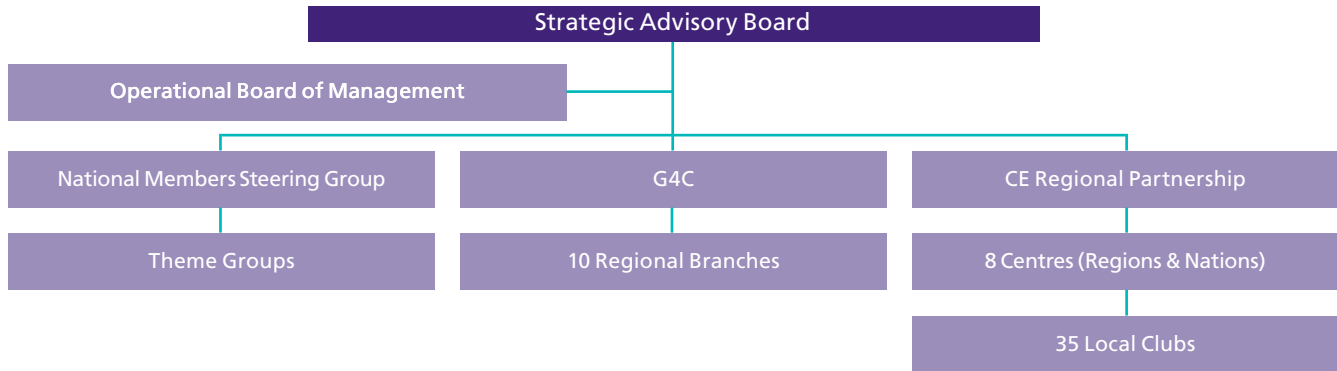 Strategic Advisory Board
Operational Board of Management
National Members Steering Group
G4C
CE Regional Partnership
Theme Groups
10 Regional Branches
8 Centres (Regions & Nations)
35 Local Clubs